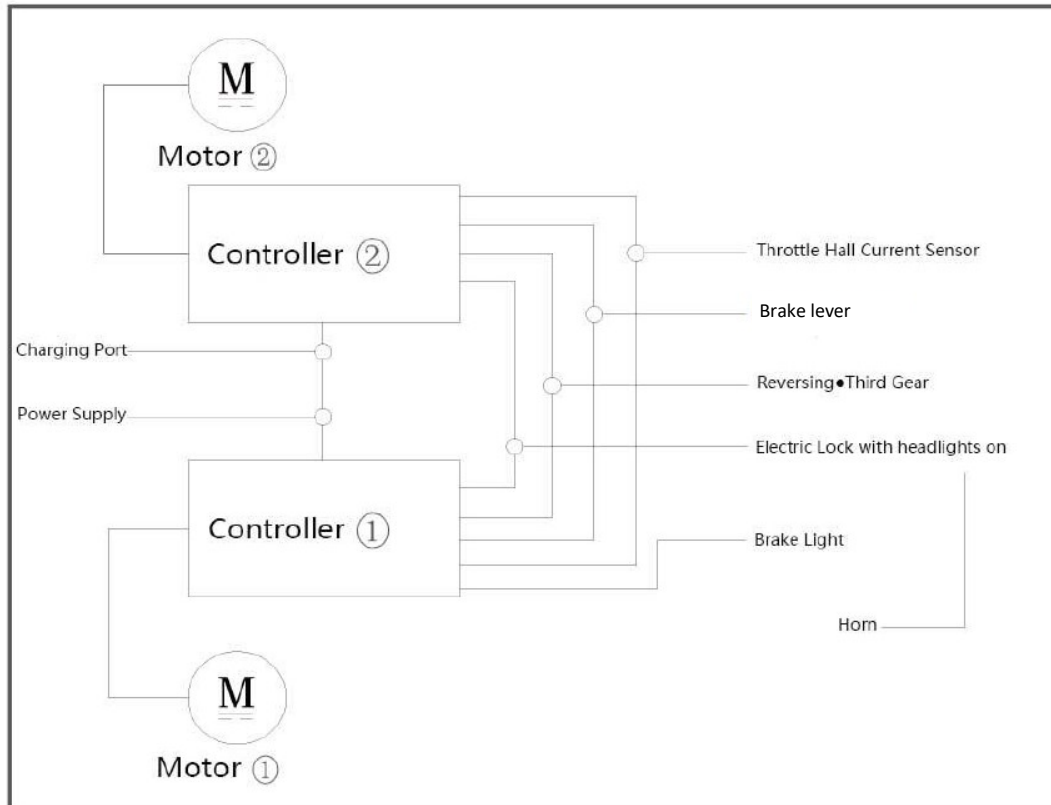 M
Motor ②
Controller ②
Throttle Hall Current Sensor
Brake lever
Charging Port
Reversing●Third Gear
Power Supply
Electric Lock with headlights on
Controller ①
Brake Light
Horn
M
Motor ①